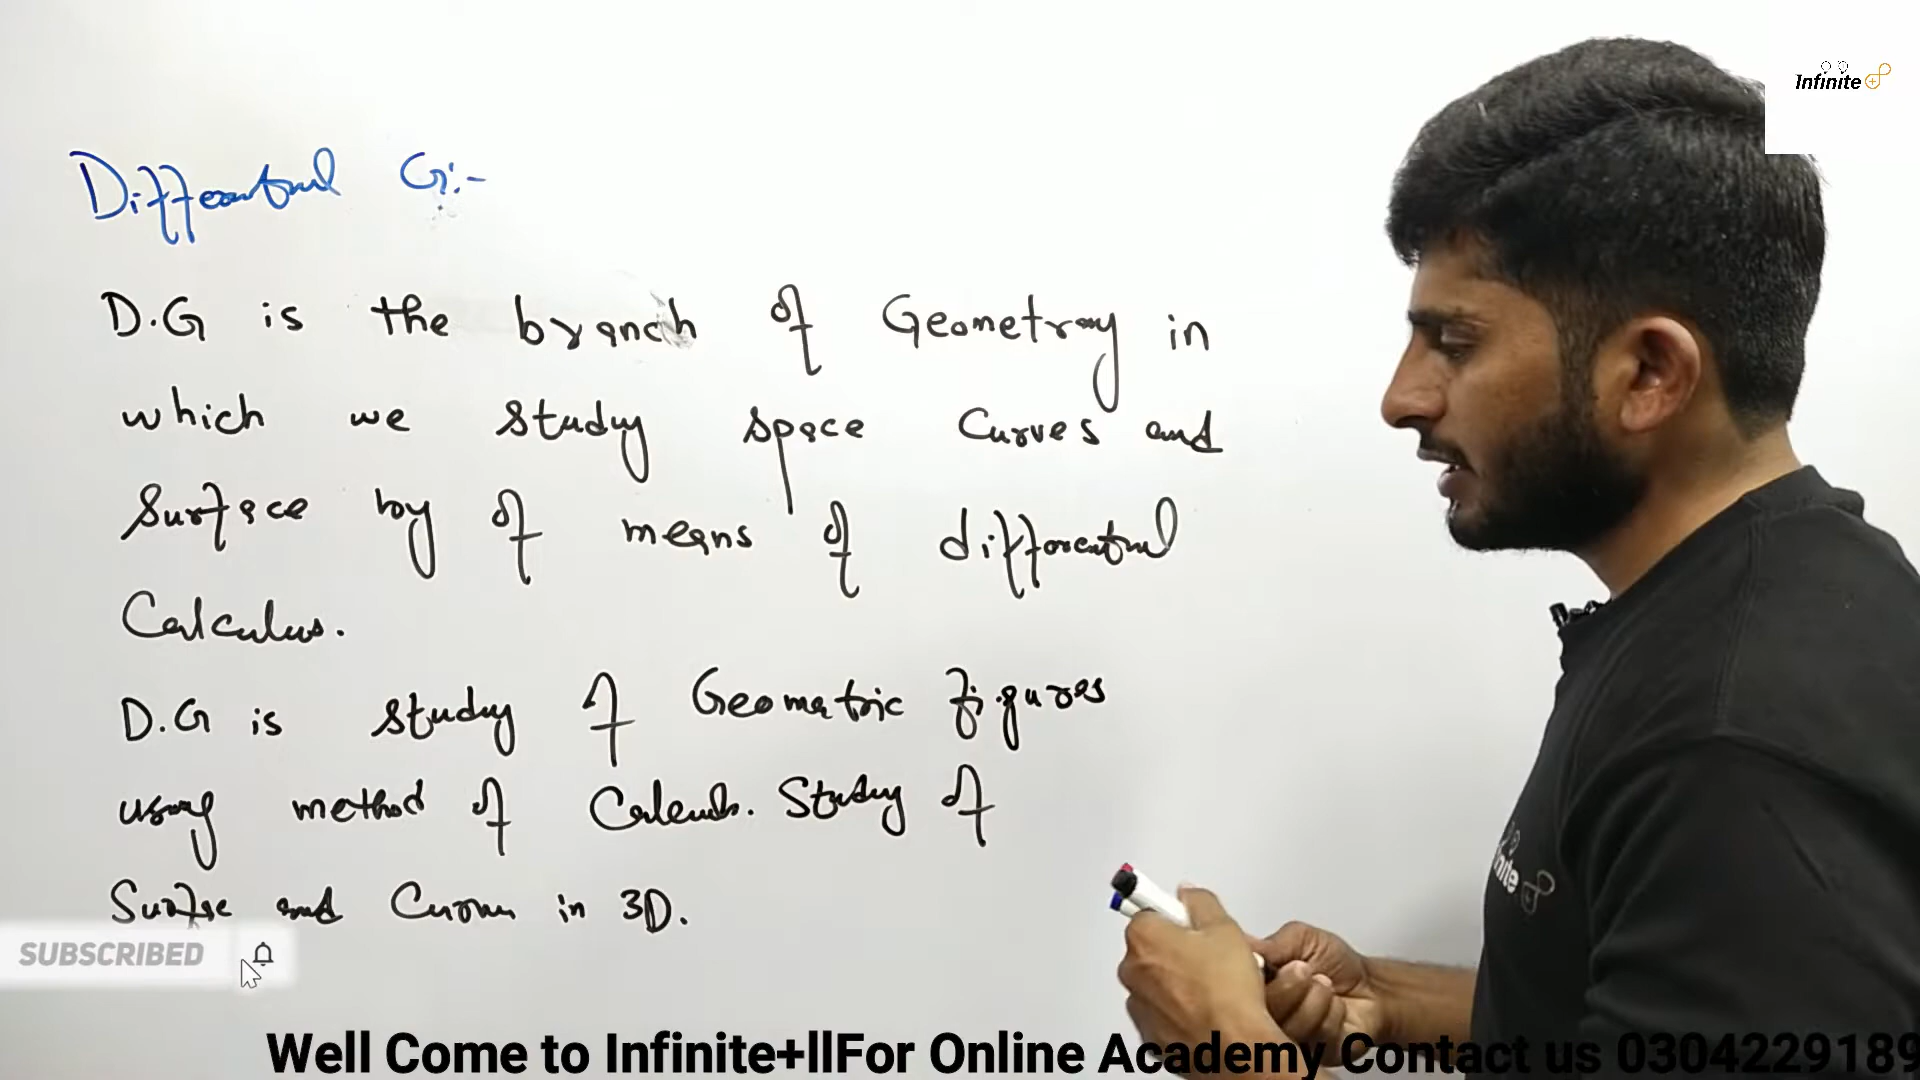 Infinite+
Differential G:-
D.G is the branch of Geometry in
which we study space Curves and
Surface by of means of differential
Calculus.
D.G is study of Geometric figures
using method of Calculus. Study of
Surface and Curves in 3D.
SUBSCRIBED
Well Come to Infinite+llFor Online Academy Contact us 0304229189